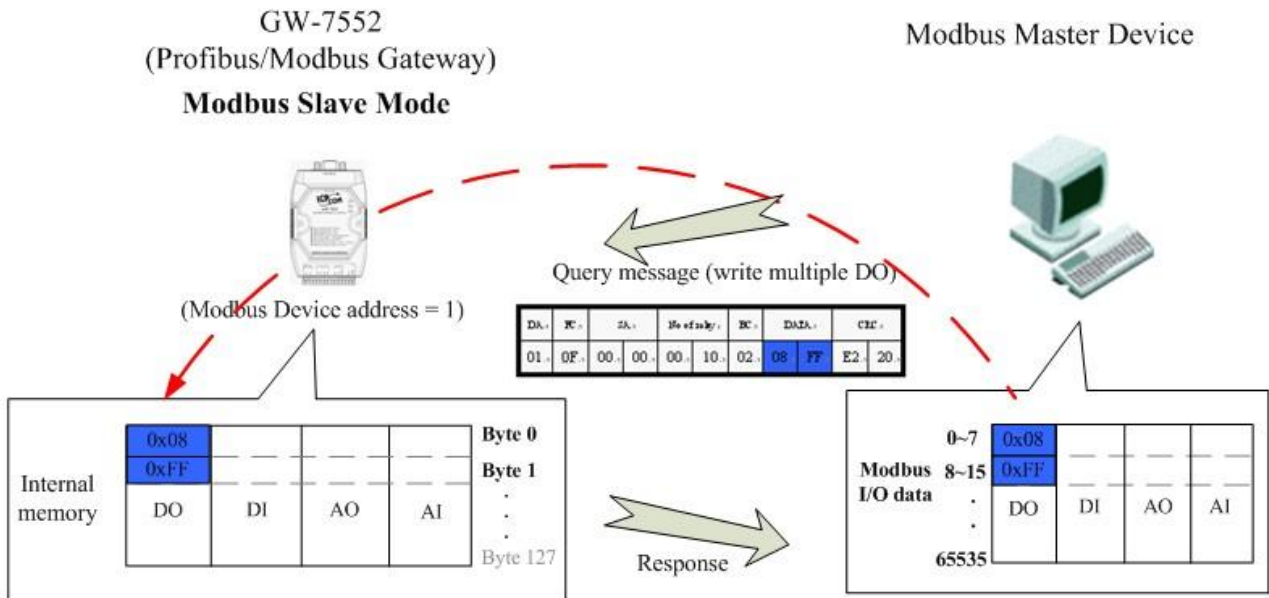 GW-7552
(Profibus/Modbus Gateway)
Modbus Slave Mode
Modbus Master Device
Query message (write multiple DO)
(Modbus Device address = 1)
DA FC SA No of relay BC DATA CRC
01 0F 00 00 00 10 02 08 FF E2 20
Internal
memory
0x08
0xFF
DO DI AO AI
Byte 0
Byte 1
.
.
.
Byte 127
Response
Modbus
I/O data
0~7
8~15
.
.
65535
0x08
0xFF
DO DI AO AI